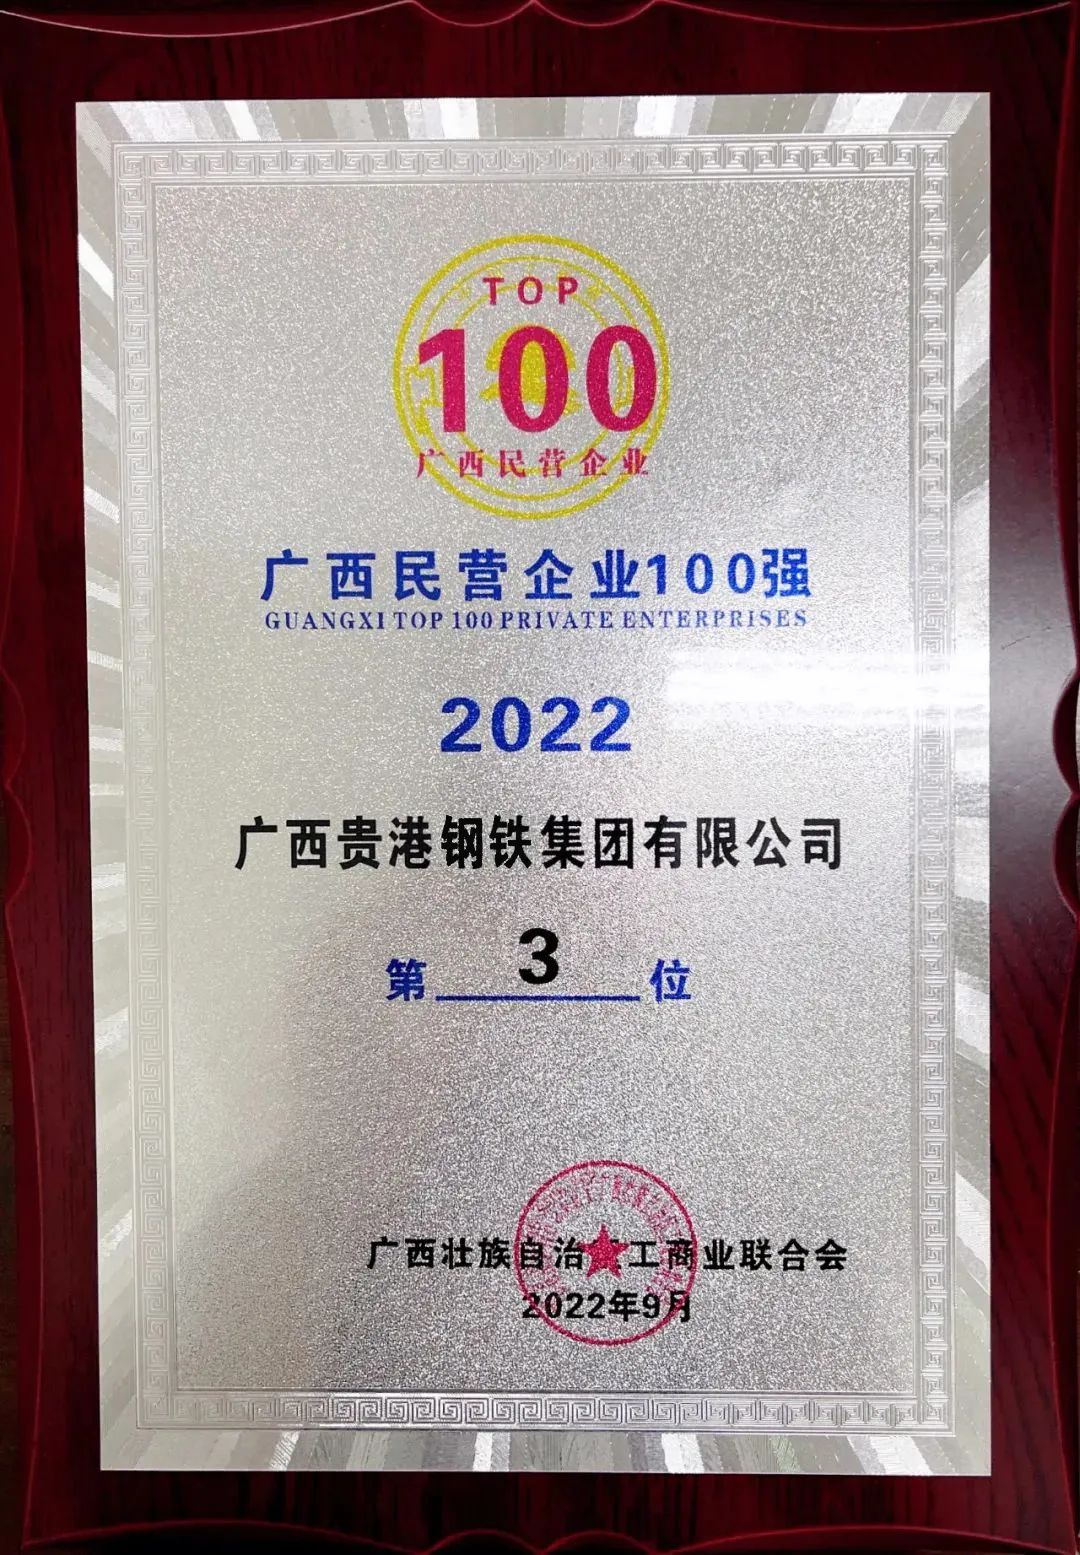 TOP
100
广西民营企业
广西民营企业100强
GUANGXI TOP 100 PRIVATE ENTERPRISES
2022
广西贵港钢铁集团有限公司
第 3 位
广西壮族自治 工商业联合会
2022年9月